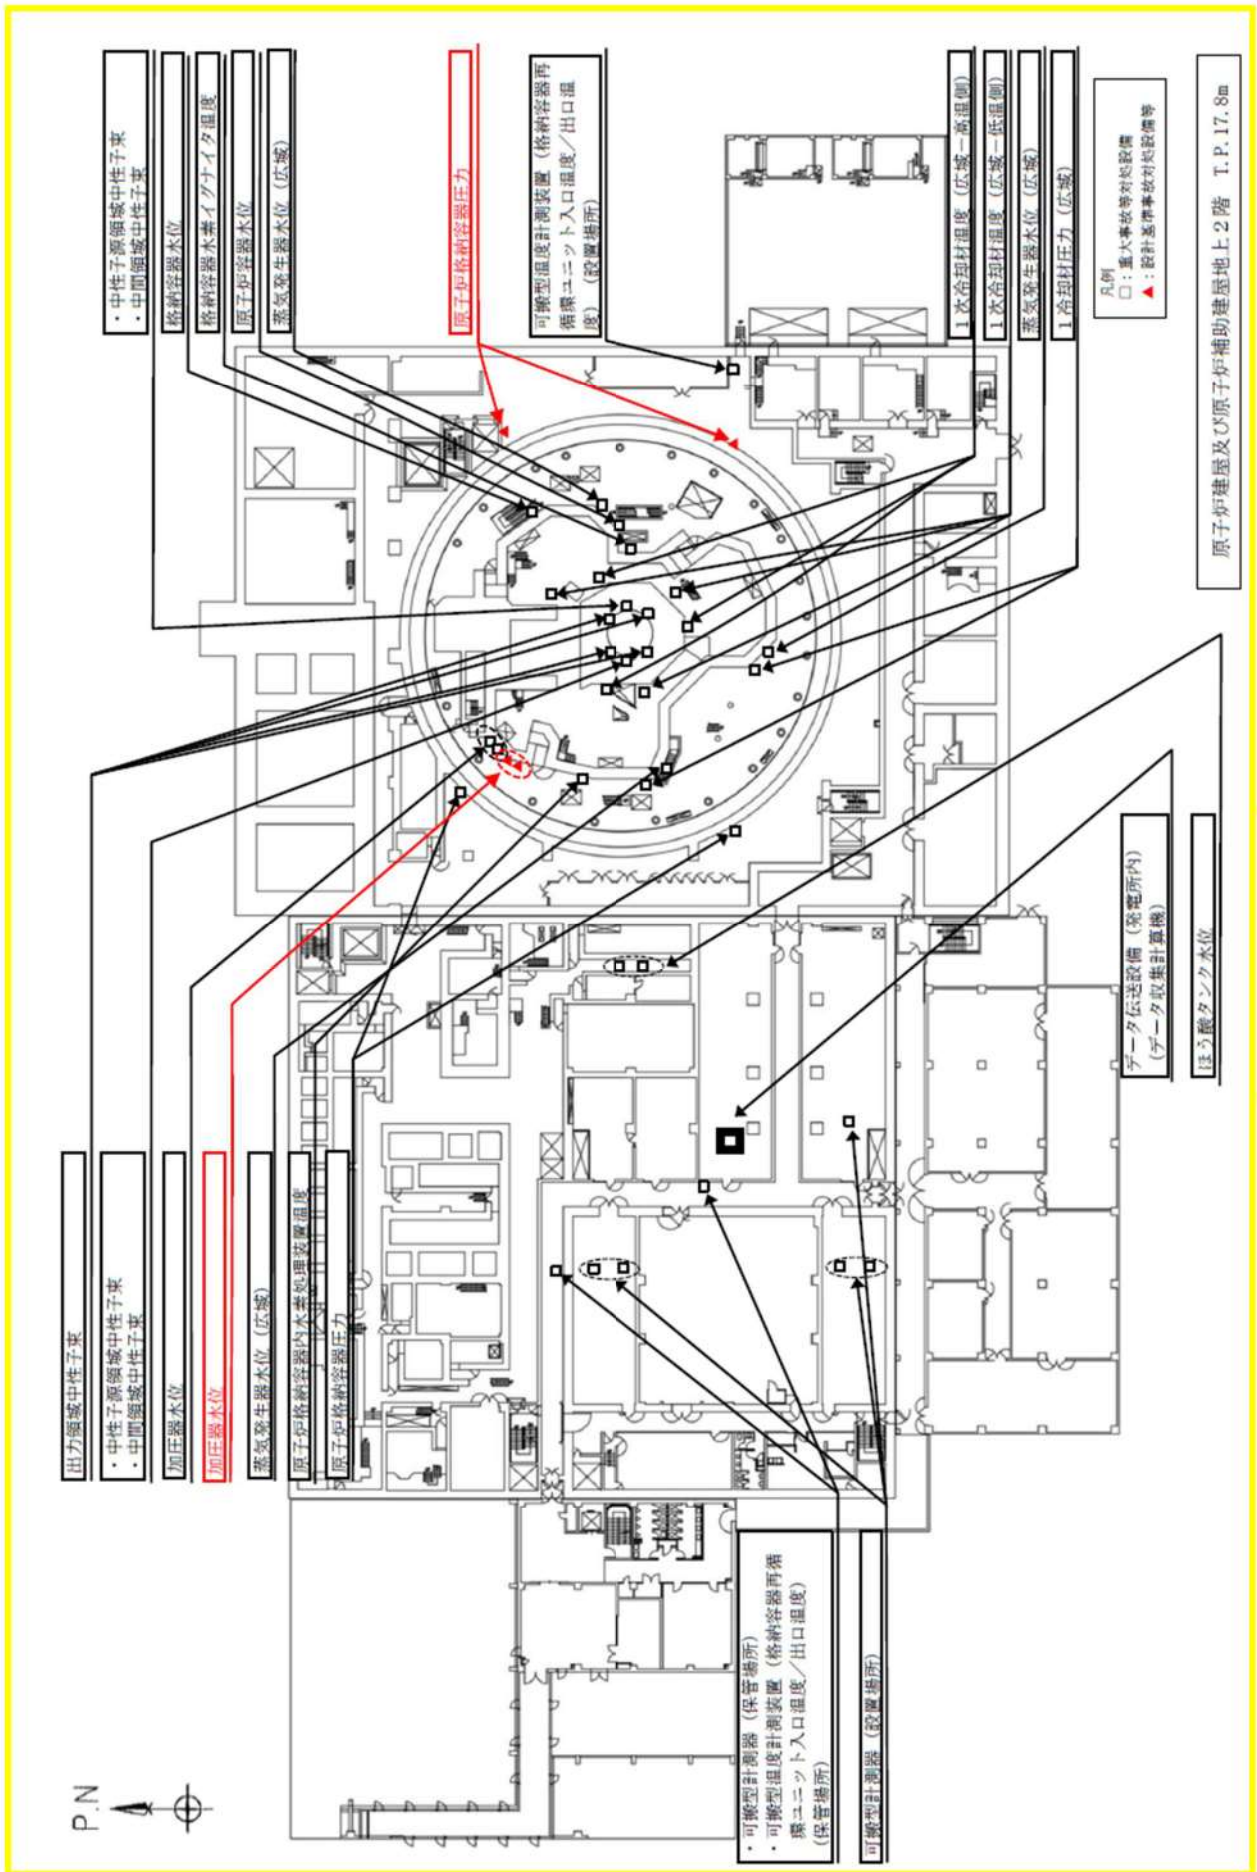 P.N
出力領域中性子束
・中性子源領域中性子束
・中間領域中性子束
加圧器水位
加圧器水位
蒸気発生器水位（広域）
原子炉格納容器内水素処理装置温度
原子炉格納容器圧力
・中性子源領域中性子束
・中間領域中性子束
格納容器水位
格納容器水素イグナイタ温度
原子炉容器水位
蒸気発生器水位（広域）
原子炉格納容器圧力
可搬型温度計測装置（格納容器再
循環ユニット入口温度／出口温
度）（設置場所）
・可搬型計測器（保管場所）
・可搬型温度計測装置（格納容器再循
環ユニット入口温度／出口温度）
（保管場所）
可搬型計測器（設置場所）
データ伝送設備（発電所内）
（データ収集計算機）
ほう酸タンク水位
１次冷却材温度（広域－高温側）
１次冷却材温度（広域－低温側）
蒸気発生器水位（広域）
１冷却材圧力（広域）
凡例
□：重大事故等対処設備
▲：設計基準事故対処設備等
原子炉建屋及び原子炉補助建屋地上２階 T.P.17.8m